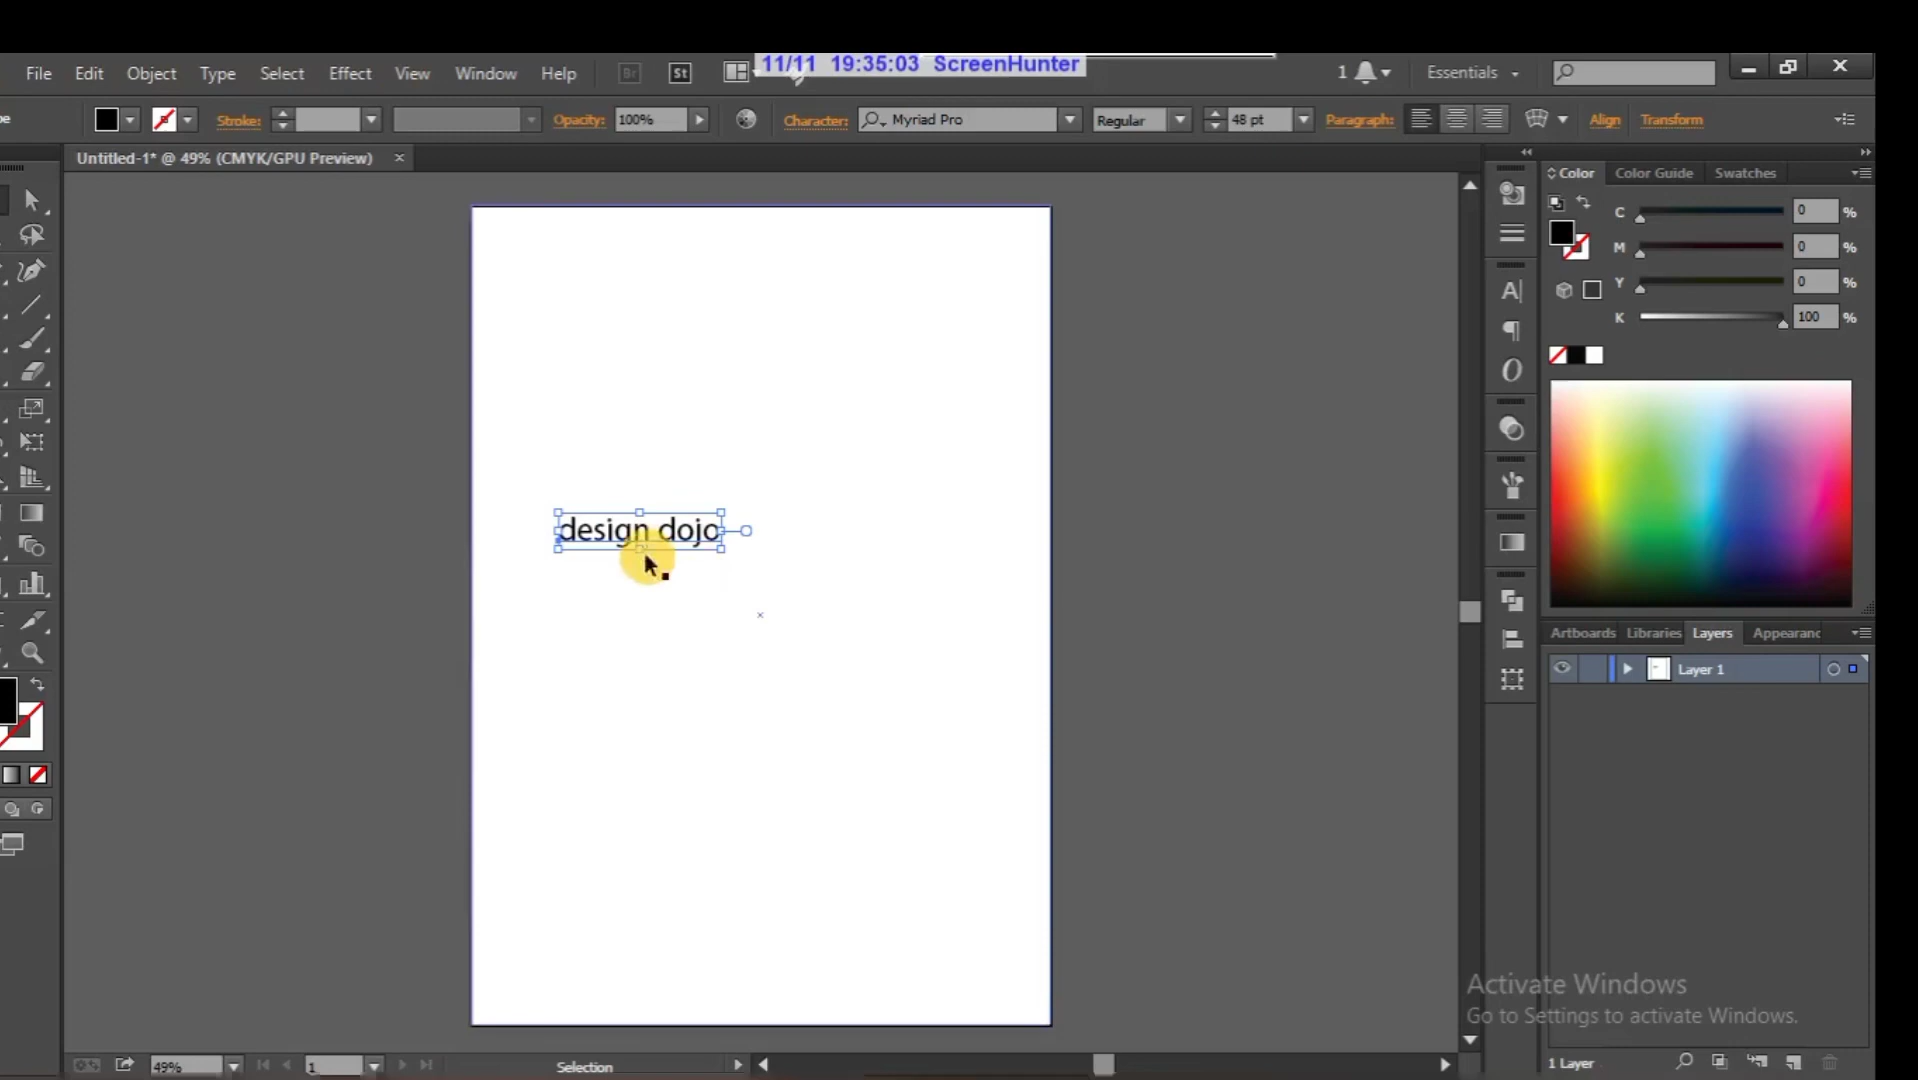 11/11 19:35:03 ScreenHunter
File Edit Object Type Select Effect View Window Help Br St 1 Essentials
Stroke: Opacity: 100% Character: Myriad Pro Regular 48 pt Paragraph: Align Transform
Untitled-1* @ 49% (CMYK/GPU Preview)
Color Color Guide Swatches
C 0 %
M 0 %
Y 0 %
K 100 %
design dojo
Artboards Libraries Layers Appearanc
Layer 1
Activate Windows
Go to Settings to activate Windows.
49% 1 Selection 1 Layer